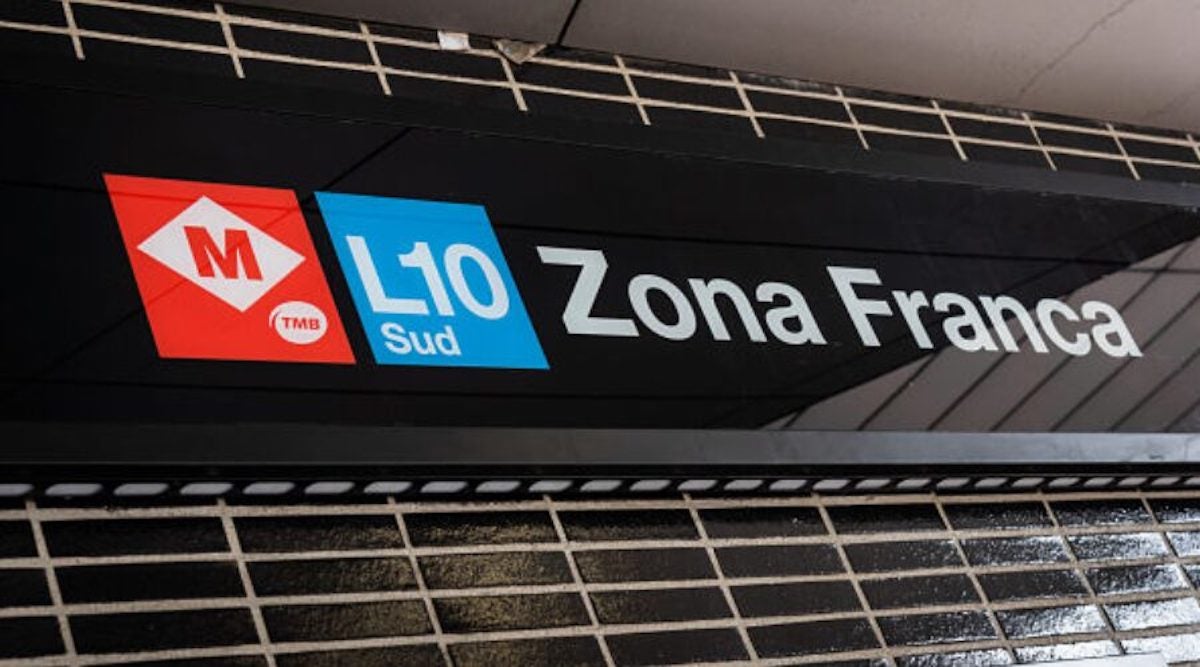 M
TMB
L10
Sud
Zona Franca